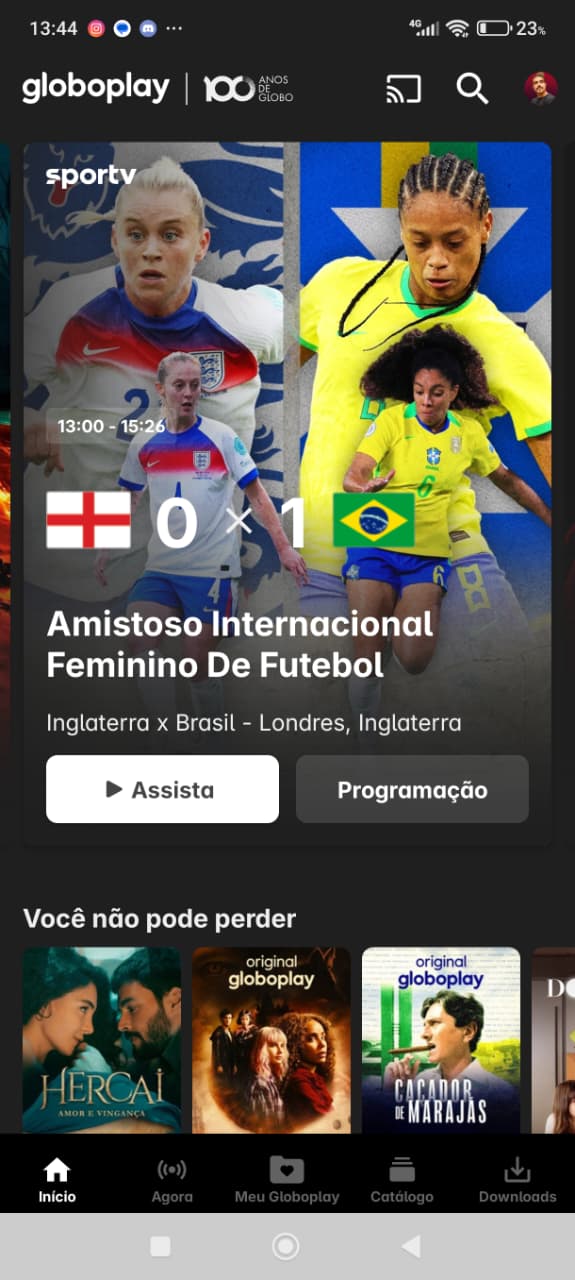 13:44
4G
23%
globoplay
100 ANOS DE GLOBO
sportv
13:00 - 15:26
0 × 1
Amistoso Internacional
Feminino De Futebol
Inglaterra x Brasil - Londres, Inglaterra
Assista
Programação
Você não pode perder
HERCAİ
AMOR E VINGANÇA
original
globoplay
original
globoplay
CAÇADOR
DE MARAJÁS
Início
Agora
Meu Globoplay
Catálogo
Downloads